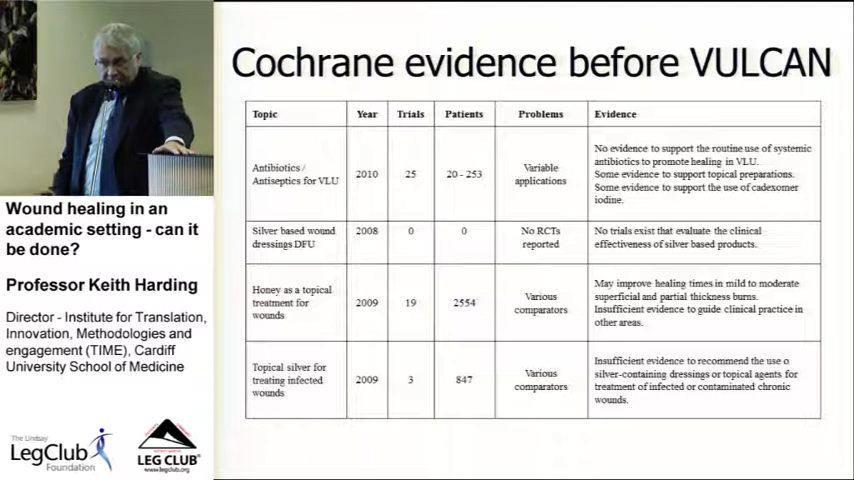 Cochrane evidence before VULCAN
Topic Year Trials Patients Problems Evidence
Antibiotics /
Antiseptics for VLU
2010
25
20 - 253
Variable
applications
No evidence to support the routine use of systemic
antibiotics to promote healing in VLU.
Some evidence to support topical preparations.
Some evidence to support the use of cadexomer
iodine.
Silver based wound
dressings DFU
2008
0
0
No RCTs
reported
No trials exist that evaluate the clinical
effectiveness of silver based products.
Honey as a topical
treatment for
wounds
2009
19
2554
Various
comparators
May improve healing times in mild to moderate
superficial and partial thickness burns.
Insufficient evidence to guide clinical practice in
other areas.
Topical silver for
treating infected
wounds
2009
3
847
Various
comparators
Insufficient evidence to recommend the use o
silver-containing dressings or topical agents for
treatment of infected or contaminated chronic
wounds.
Wound healing in an
academic setting - can it
be done?
Professor Keith Harding
Director - Institute for Translation,
Innovation, Methodologies and
engagement (TIME), Cardiff
University School of Medicine
The Lindsay
LegClub
Foundation
LEG CLUB®
www.legclub.org